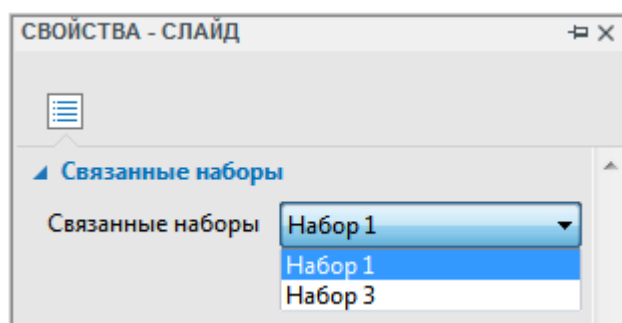 СВОЙСТВА - СЛАЙД
Связанные наборы
Связанные наборы Набор 1
Набор 1
Набор 3